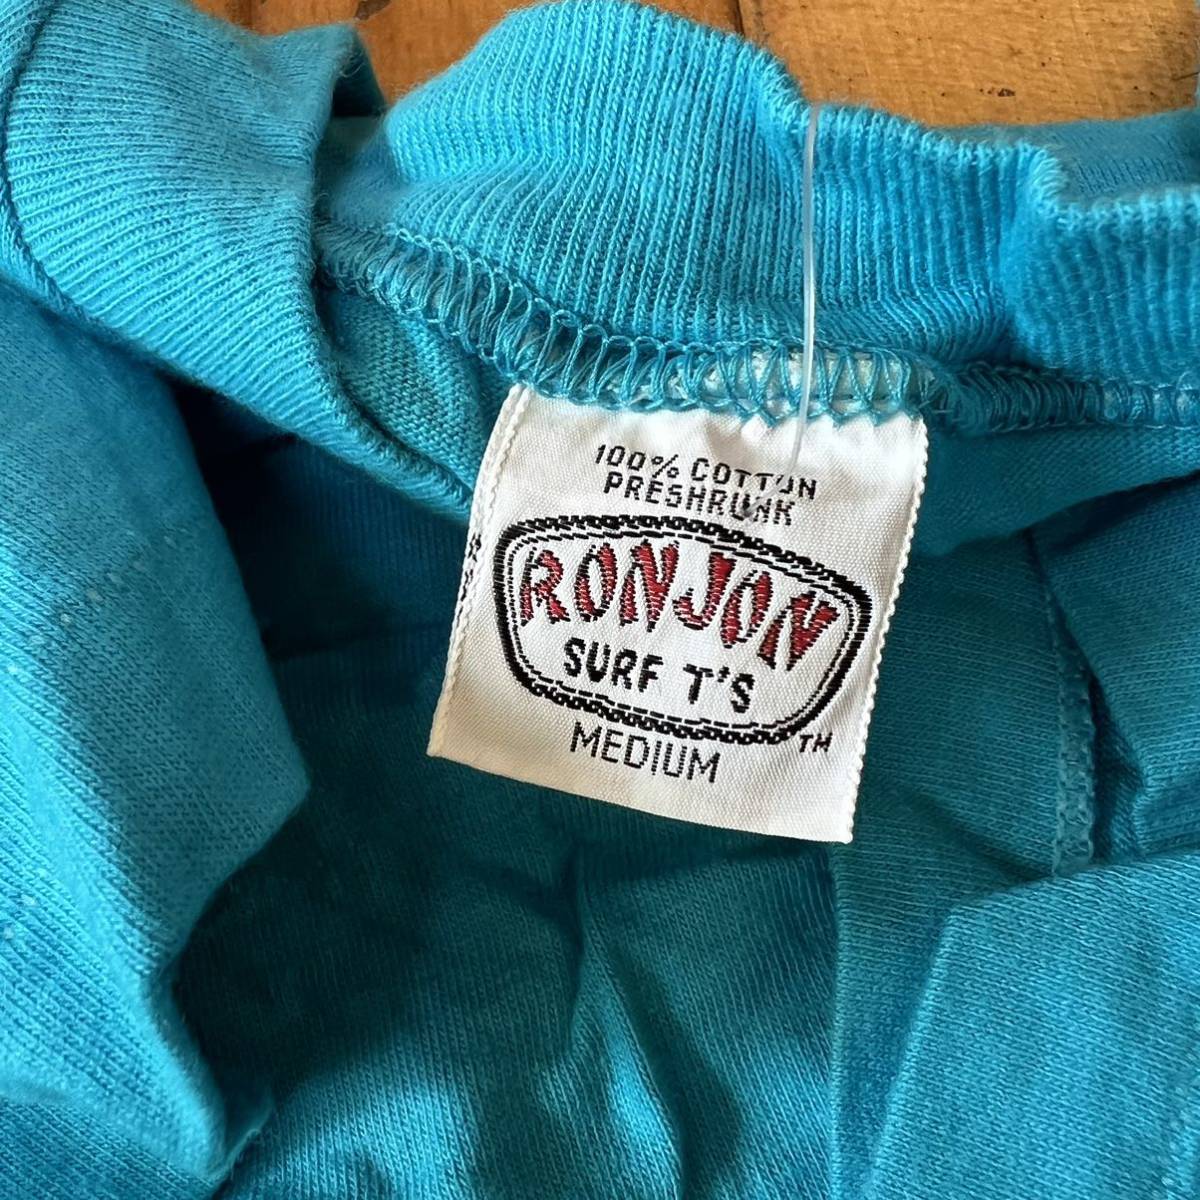 100% COTTON
PRESHRUNK
RON JON
SURF T'S
TM
MEDIUM